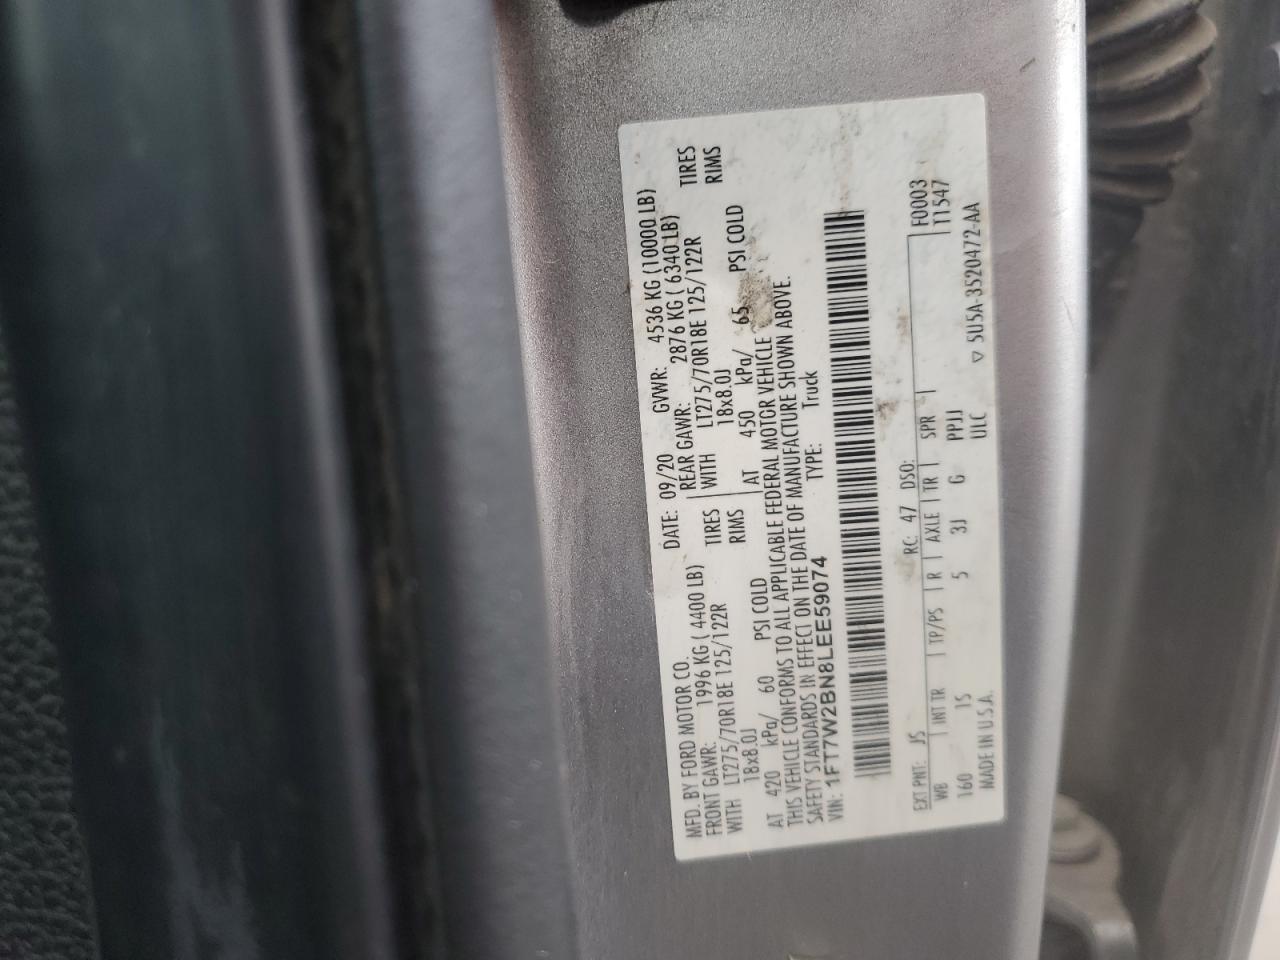 MFD. BY FORD MOTOR CO. DATE: 09/20 GVWR: 4536 KG (10000 LB)
FRONT GAWR: 1996 KG ( 4400 LB) REAR GAWR: 2876 KG ( 6340 LB)
WITH LT275/70R18E 125/122R TIRES WITH LT275/70R18E 125/122R TIRES
18x8.0J RIMS 18x8.0J RIMS
AT 420 kPa/ 60 PSI COLD AT 450 kPa/ 65 PSI COLD
THIS VEHICLE CONFORMS TO ALL APPLICABLE FEDERAL MOTOR VEHICLE
SAFETY STANDARDS IN EFFECT ON THE DATE OF MANUFACTURE SHOWN ABOVE.
VIN: 1FT7W2BN8LEE59074 TYPE: Truck
EXT PNT: JS RC: 47 DSO: F0003
WB INT TR TP/PS R AXLE TR SPR T1547
160 1S 5 3J G PPJJ
MADE IN U.S.A. ULC ▽ 5U5A-3520472-AA